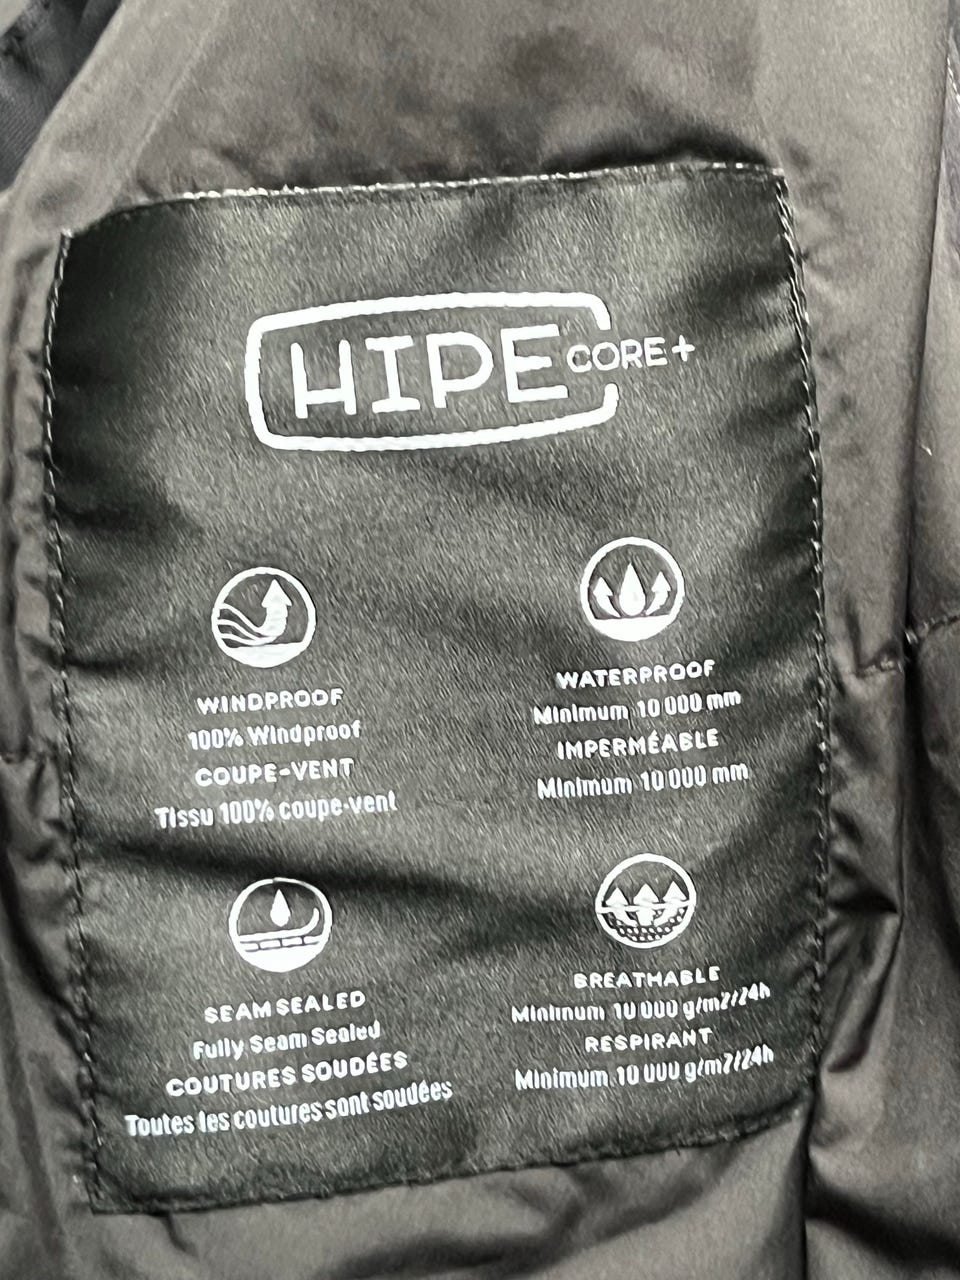 HIPE CORE+
WINDPROOF
100% Windproof
COUPE-VENT
Tissu 100% coupe-vent
WATERPROOF
Minimum 10 000 mm
IMPERMÉABLE
Minimum 10 000 mm
SEAM SEALED
Fully Seam Sealed
COUTURES SOUDÉES
Toutes les coutures sont soudées
BREATHABLE
Minimum 10 000 g/m2/24h
RESPIRANT
Minimum 10 000 g/m2/24h